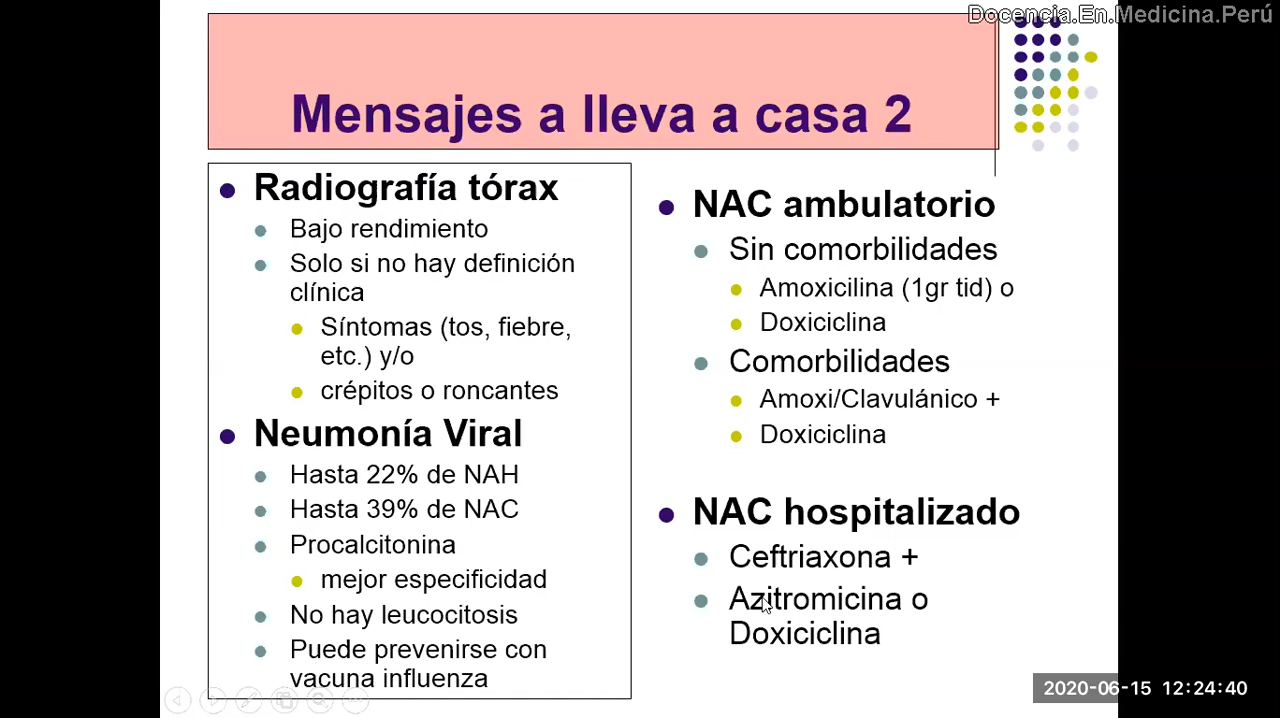 Docencia.En.Medicina.Perú
Mensajes a lleva a casa 2
Radiografía tórax
Bajo rendimiento
Solo si no hay definición
clínica
Síntomas (tos, fiebre,
etc.) y/o
crépitos o roncantes
Neumonía Viral
Hasta 22% de NAH
Hasta 39% de NAC
Procalcitonina
mejor especificidad
No hay leucocitosis
Puede prevenirse con
vacuna influenza
NAC ambulatorio
Sin comorbilidades
Amoxicilina (1gr tid) o
Doxiciclina
Comorbilidades
Amoxi/Clavulánico +
Doxiciclina
NAC hospitalizado
Ceftriaxona +
Azitromicina o
Doxiciclina
2020-06-15 12:24:40